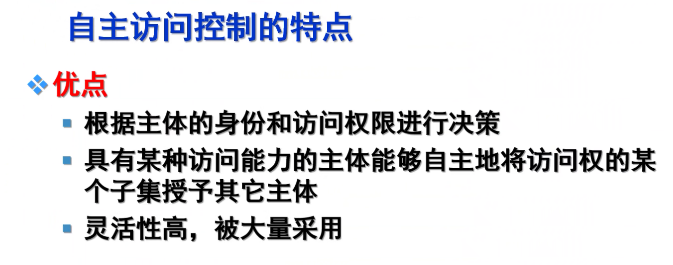 自主访问控制的特点
❖优点
▪ 根据主体的身份和访问权限进行决策
▪ 具有某种访问能力的主体能够自主地将访问权的某
个子集授予其它主体
▪ 灵活性高，被大量采用